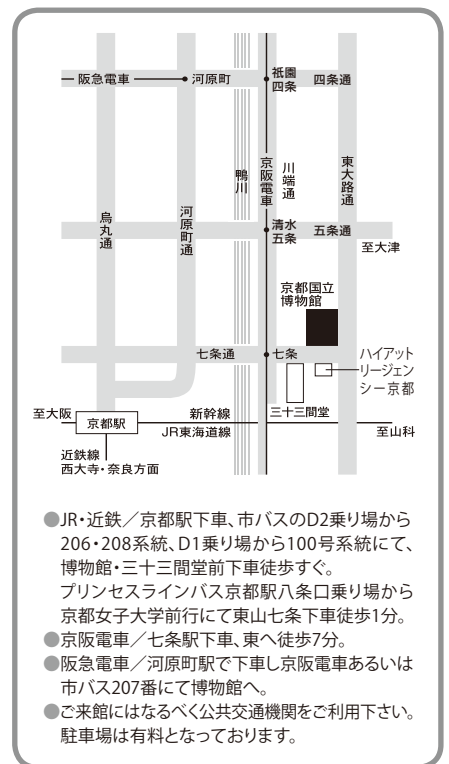 阪急電車
河原町
祇園
四条
四条通
烏丸通
河原町通
鴨川
京阪電車
川端通
東大路通
清水
五条
五条通
至大津
京都国立
博物館
七条通
七条
ハイアット
リージェン
シー京都
三十三間堂
至大阪
京都駅
新幹線
JR東海道線
至山科
近鉄線
西大寺・奈良方面
●JR・近鉄／京都駅下車、市バスのD2乗り場から
206・208系統、D1乗り場から100号系統にて、
博物館・三十三間堂前下車徒歩すぐ。
プリンセスラインバス京都駅八条口乗り場から
京都女子大学前行にて東山七条下車徒歩1分。
●京阪電車／七条駅下車、東へ徒歩7分。
●阪急電車／河原町駅で下車し京阪電車あるいは
市バス207番にて博物館へ。
●ご来館にはなるべく公共交通機関をご利用下さい。
駐車場は有料となっております。